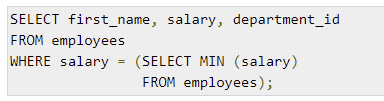 SELECT first_name, salary, department_id
FROM employees
WHERE salary = (SELECT MIN (salary)
FROM employees);